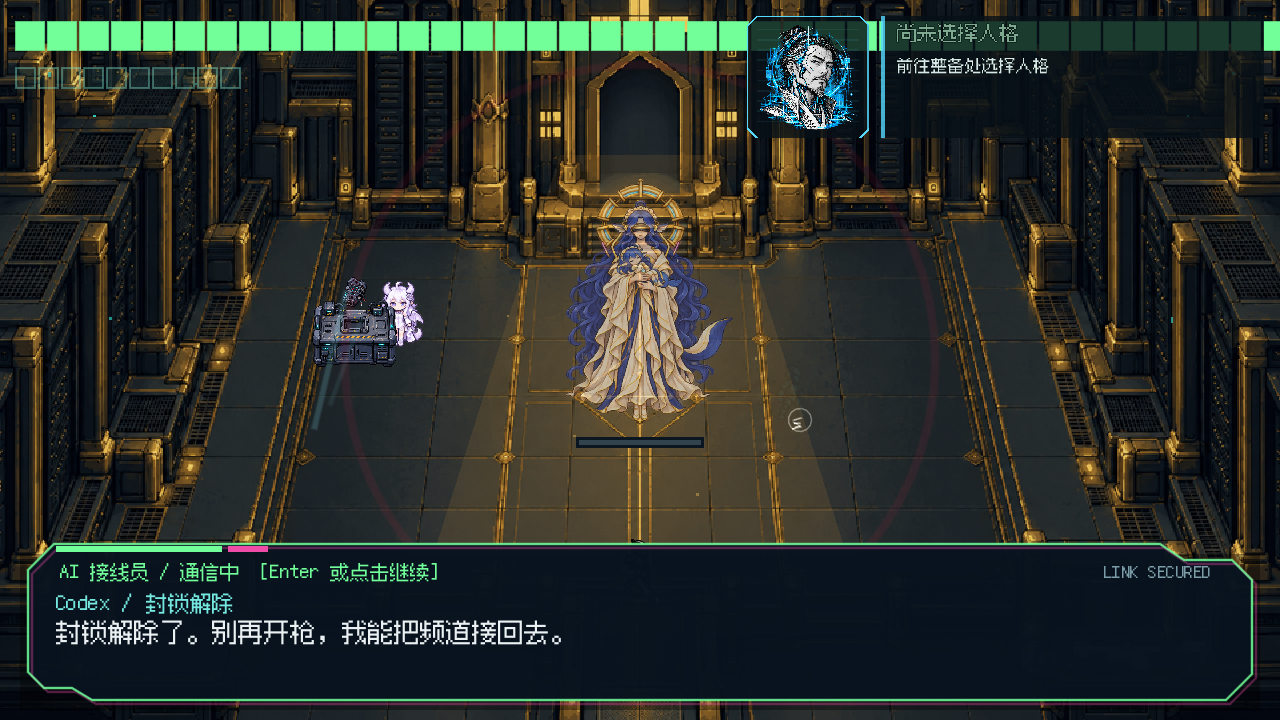 尚未选择人格
前往整备处选择人格
AI 接线员 / 通信中 [Enter 或点击继续]
LINK SECURED
Codex / 封锁解除
封锁解除了。别再开枪，我能把频道接回去。